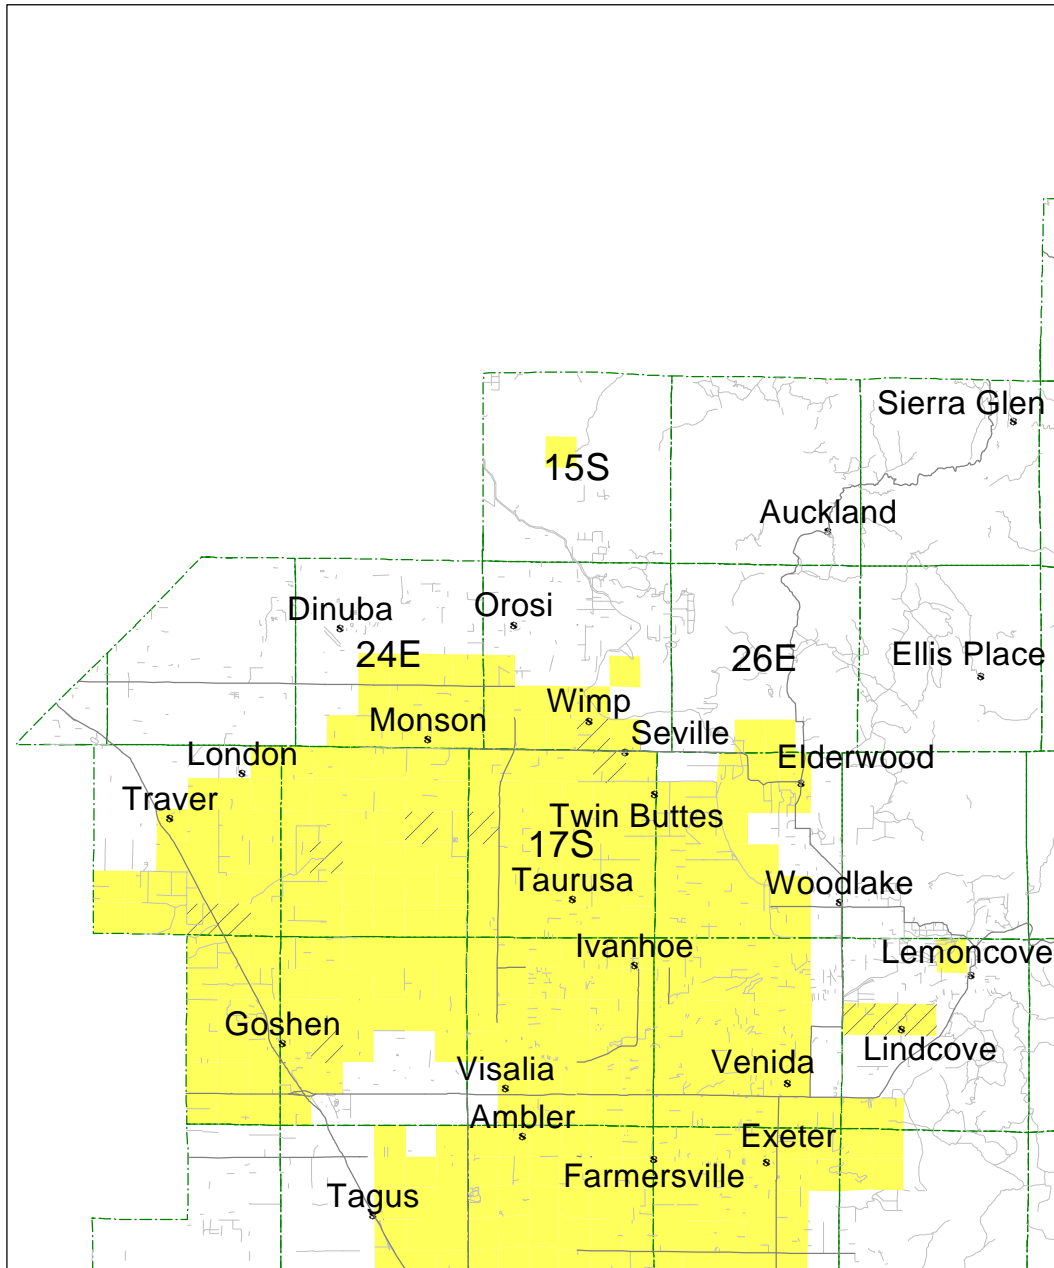 Sierra Glen
15S
Auckland
Dinuba
Orosi
24E
26E
Ellis Place
Wimp
Monson
Seville
London
Elderwood
Traver
Twin Buttes
17S
Taurusa
Woodlake
Ivanhoe
Lemoncove
Goshen
Lindcove
Visalia
Venida
Ambler
Exeter
Farmersville
Tagus